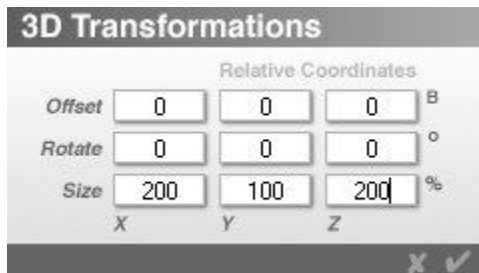 3D Transformations
Relative Coordinates
Offset 0 0 0 B
Rotate 0 0 0 °
Size 200 100 200 %
X Y Z